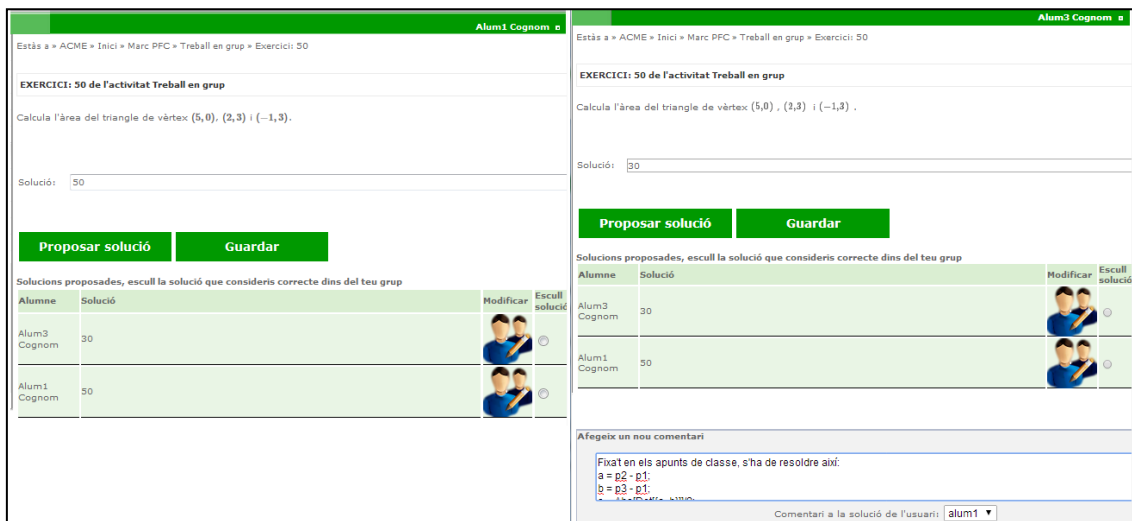 Alum1 Cognom
Estàs a » ACME » Inici » Marc PFC » Treball en grup » Exercici: 50
EXERCICI: 50 de l'activitat Treball en grup
Calcula l'àrea del triangle de vèrtex (5,0), (2,3) i (−1,3).
Solució: 50
Proposar solució Guardar
Solucions proposades, escull la solució que consideris correcte dins del teu grup
Alumne Solució Modificar Escull solució
Alum3 Cognom 30
Alum1 Cognom 50
Alum3 Cognom
Estàs a » ACME » Inici » Marc PFC » Treball en grup » Exercici: 50
EXERCICI: 50 de l'activitat Treball en grup
Calcula l'àrea del triangle de vèrtex (5,0) , (2,3) i (−1,3) .
Solució: 30
Proposar solució Guardar
Solucions proposades, escull la solució que consideris correcte dins del teu grup
Alumne Solució Modificar Escull solució
Alum3 Cognom 30
Alum1 Cognom 50
Afegeix un nou comentari
Fixa't en els apunts de classe, s'ha de resoldre així:
a = p2 - p1;
b = p3 - p1;
Comentari a la solució de l'usuari: alum1